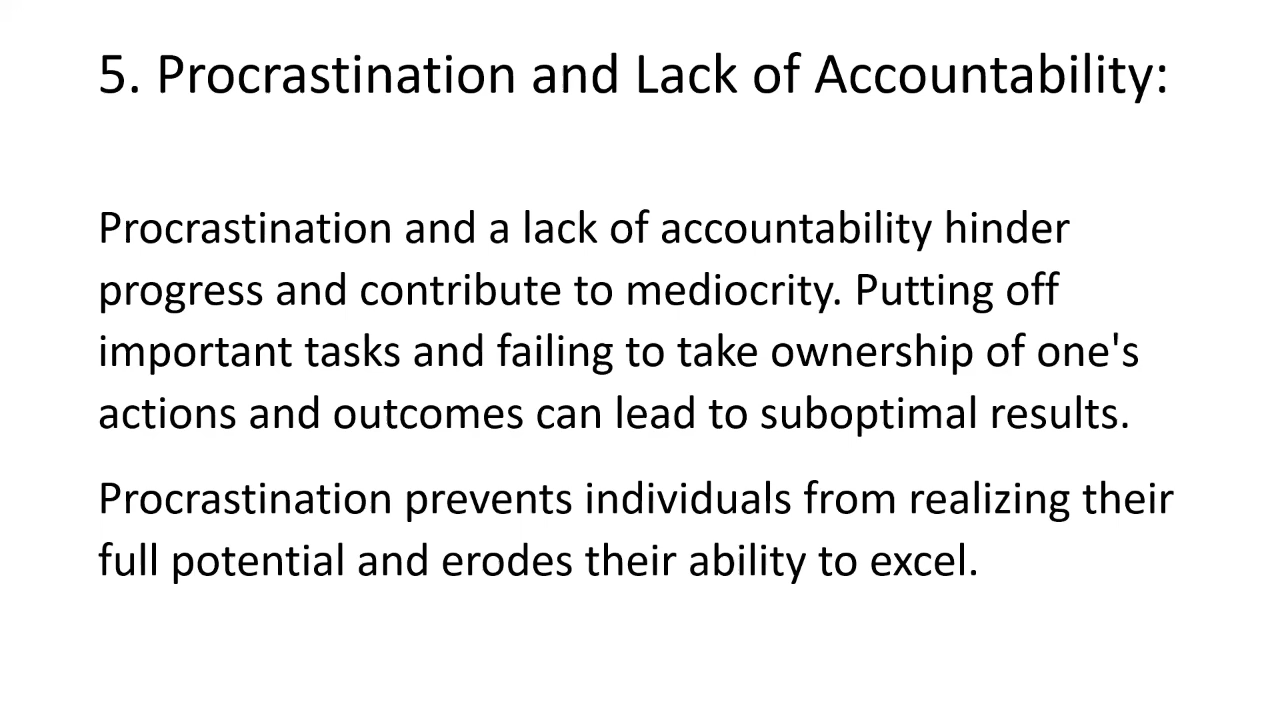 5. Procrastination and Lack of Accountability:
Procrastination and a lack of accountability hinder
progress and contribute to mediocrity. Putting off
important tasks and failing to take ownership of one's
actions and outcomes can lead to suboptimal results.
Procrastination prevents individuals from realizing their
full potential and erodes their ability to excel.